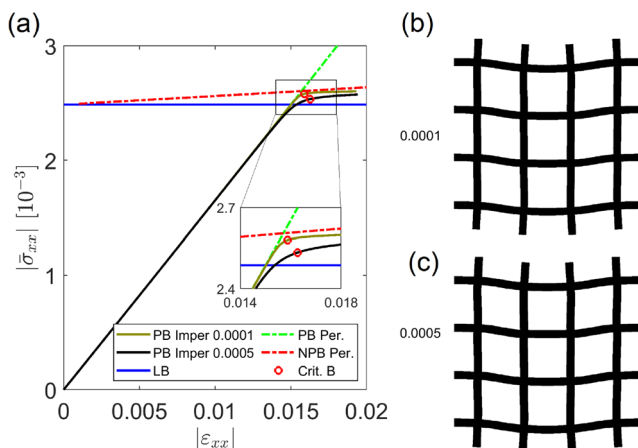 (a)
3
2
1
0
|σ̄xx| [10⁻³]
0 0.005 0.01 0.015 0.02
|εxx|
2.7
2.4
0.014 0.018
PB Imper 0.0001 PB Per.
PB Imper 0.0005 NPB Per.
LB Crit. B
(b)
0.0001
(c)
0.0005